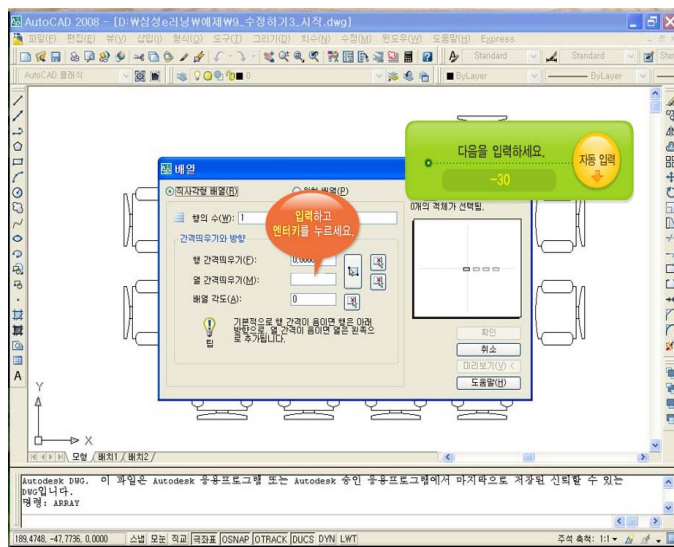 AutoCAD 2008 - [D:₩삼성e러닝₩예제₩9_수정하기3_시작.dwg]
파일(F) 편집(E) 뷰(V) 삽입(I) 형식(O) 도구(T) 그리기(D) 치수(N) 수정(M) 윈도우(W) 도움말(H) Express
Standard Standard Sta
AutoCAD 클래식 0 ByLayer ByLayer
다음을 입력하세요.
자동 입력
-30
배열
직사각형 배열(R) 원형 배열(P)
0개의 객체가 선택됨.
행의 수(W): 1
입력하고
엔터키를 누르세요.
간격띄우기와 방향
행 간격띄우기(F): 0.0000
열 간격띄우기(M):
배열 각도(A): 0
기본적으로 행 간격이 음이면 행은 아래
방향으로, 열 간격이 음이면 열은 왼쪽으
로 추가됩니다.
팁
확인
취소
미리보기(V) <
도움말(H)
Y
X
모형 배치1 배치2
Autodesk DWG. 이 파일은 Autodesk 응용프로그램 또는 Autodesk 승인 응용프로그램에서 마지막으로 저장된 신뢰할 수 있는
DWG입니다.
명령: ARRAY
189.4748, -47.7736, 0.0000 스냅 모눈 직교 극좌표 OSNAP OTRACK DUCS DYN LWT 주석 축척: 1:1